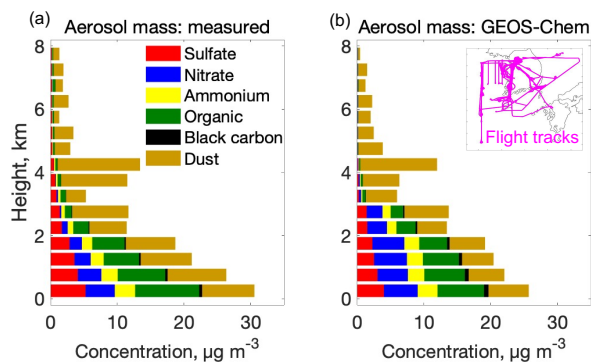 (a) Aerosol mass: measured
Sulfate
Nitrate
Ammonium
Organic
Black carbon
Dust
Height, km
8
6
4
2
0
0 10 20 30
Concentration, μg m⁻³
(b) Aerosol mass: GEOS-Chem
Flight tracks
8
6
4
2
0
0 10 20 30
Concentration, μg m⁻³